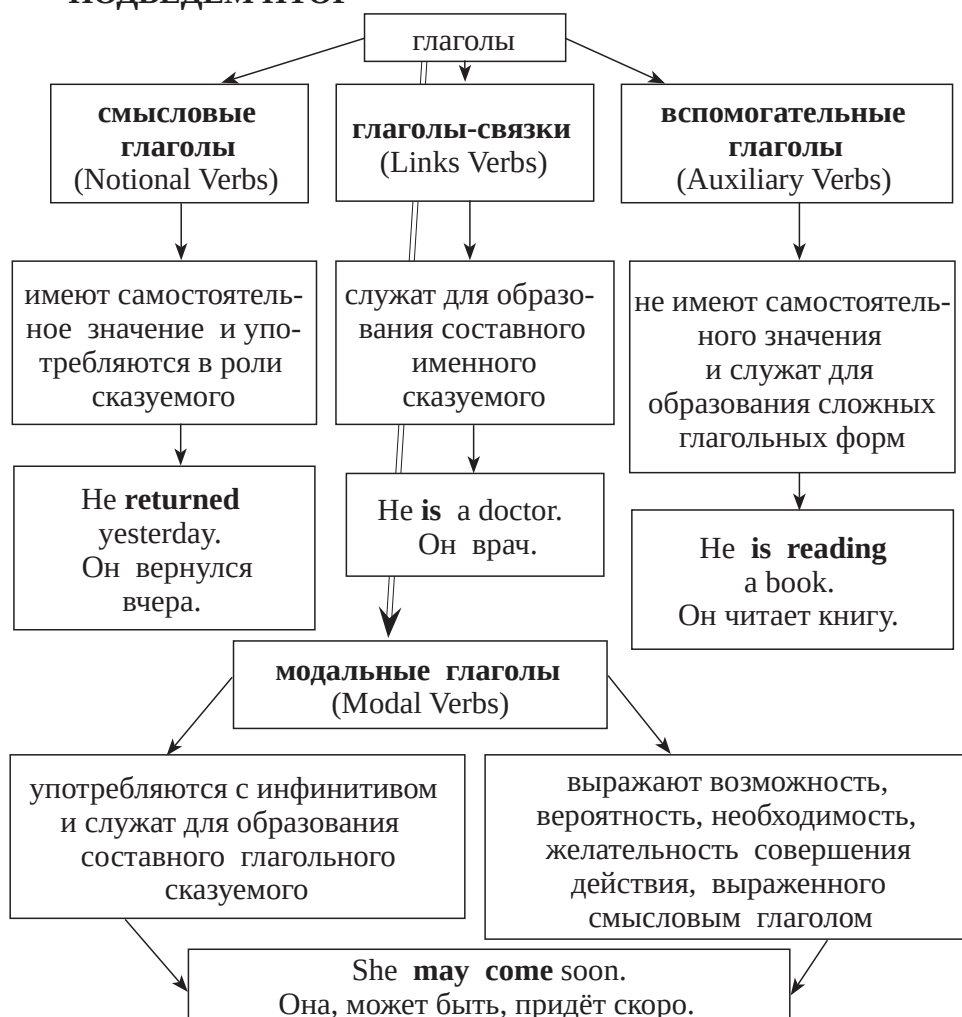 ПОДВЕДЁМ ИТОГ
глаголы
смысловые
глаголы
(Notional Verbs)
глаголы-связки
(Links Verbs)
вспомогательные
глаголы
(Auxiliary Verbs)
имеют самостоятель-
ное значение и упо-
требляются в роли
сказуемого
служат для образо-
вания составного
именного
сказуемого
не имеют самостоятель-
ного значения
и служат для
образования сложных
глагольных форм
He returned
yesterday.
Он вернулся
вчера.
He is a doctor.
Он врач.
He is reading
a book.
Он читает книгу.
модальные глаголы
(Modal Verbs)
употребляются с инфинитивом
и служат для образования
составного глагольного
сказуемого
выражают возможность,
вероятность, необходимость,
желательность совершения
действия, выраженного
смысловым глаголом
She may come soon.
Она, может быть, придёт скоро.